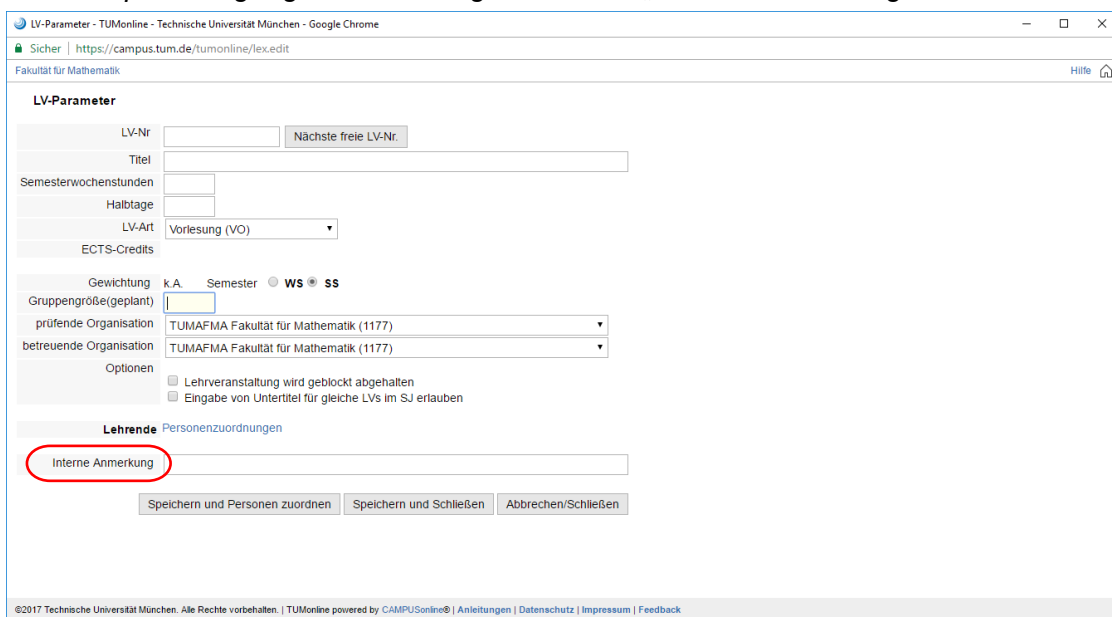 LV-Parameter - TUMonline - Technische Universität München - Google Chrome
Sicher | https://campus.tum.de/tumonline/lex.edit
Fakultät für Mathematik Hilfe
LV-Parameter
LV-Nr Nächste freie LV-Nr.
Titel
Semesterwochenstunden
Halbtage
LV-Art Vorlesung (VO)
ECTS-Credits
Gewichtung k.A. Semester WS SS
Gruppengröße(geplant)
prüfende Organisation TUMAFMA Fakultät für Mathematik (1177)
betreuende Organisation TUMAFMA Fakultät für Mathematik (1177)
Optionen
Lehrveranstaltung wird geblockt abgehalten
Eingabe von Untertitel für gleiche LVs im SJ erlauben
Lehrende Personenzuordnungen
Interne Anmerkung
Speichern und Personen zuordnen Speichern und Schließen Abbrechen/Schließen
©2017 Technische Universität München. Alle Rechte vorbehalten. | TUMonline powered by CAMPUSonline® | Anleitungen | Datenschutz | Impressum | Feedback